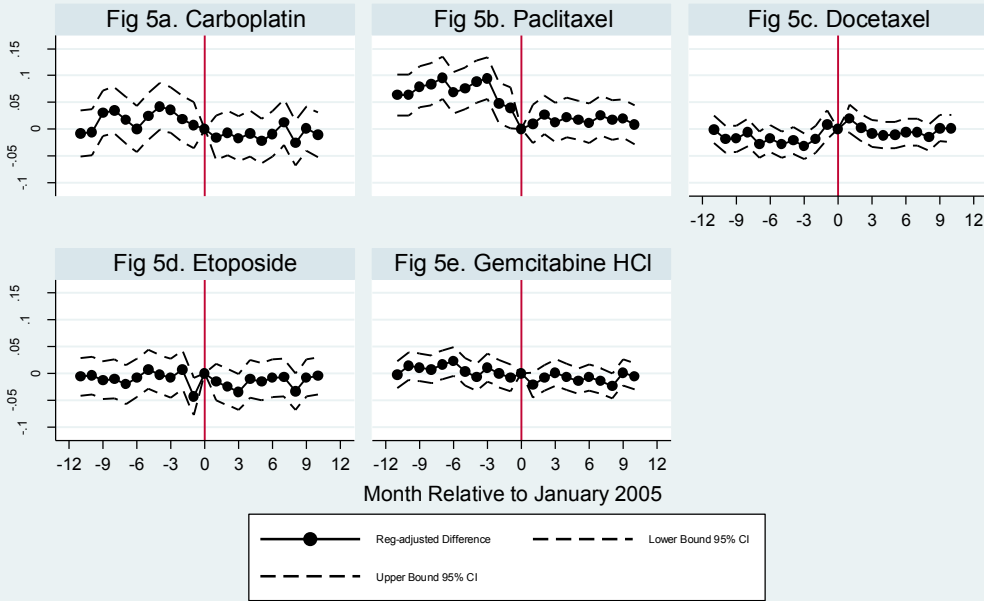 Fig 5a. Carboplatin
Fig 5b. Paclitaxel
Fig 5c. Docetaxel
.15
.1
.05
0
-.05
-.1
-12 -9 -6 -3 0 3 6 9 12
Fig 5d. Etoposide
Fig 5e. Gemcitabine HCl
.15
.1
.05
0
-.05
-.1
-12 -9 -6 -3 0 3 6 9 12
-12 -9 -6 -3 0 3 6 9 12
Month Relative to January 2005
Reg-adjusted Difference
Lower Bound 95% CI
Upper Bound 95% CI